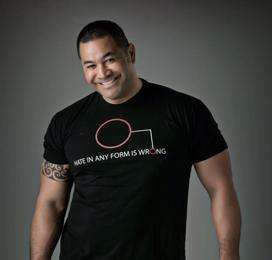 HATE IN ANY FORM IS WRONG